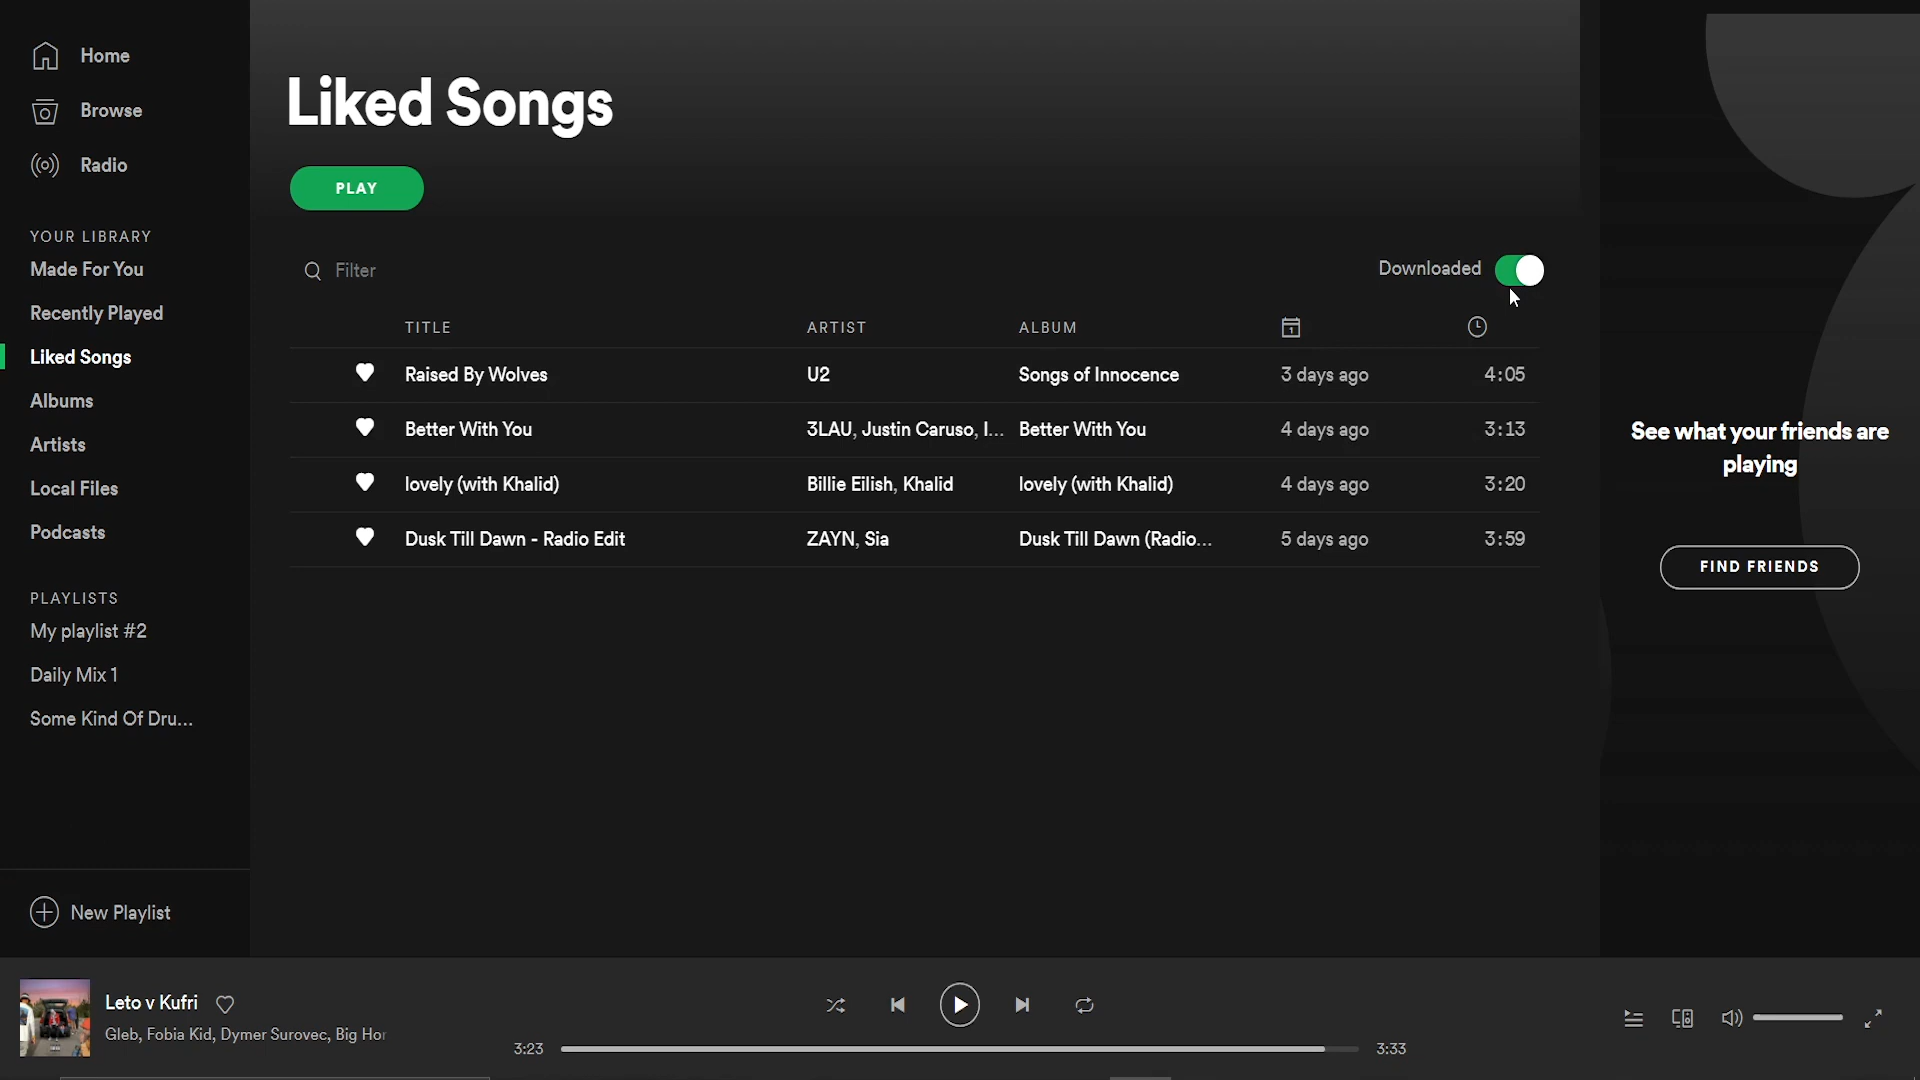 Home
Browse
Radio
YOUR LIBRARY
Made For You
Recently Played
Liked Songs
Albums
Artists
Local Files
Podcasts
PLAYLISTS
My playlist #2
Daily Mix 1
Some Kind Of Dru...
New Playlist
Liked Songs
PLAY
Filter
Downloaded
TITLE ARTIST ALBUM
Raised By Wolves U2 Songs of Innocence 3 days ago 4:05
Better With You 3LAU, Justin Caruso, I... Better With You 4 days ago 3:13
lovely (with Khalid) Billie Eilish, Khalid lovely (with Khalid) 4 days ago 3:20
Dusk Till Dawn - Radio Edit ZAYN, Sia Dusk Till Dawn (Radio... 5 days ago 3:59
See what your friends are
playing
FIND FRIENDS
Leto v Kufri
Gleb, Fobia Kid, Dymer Surovec, Big Hor
3:23 3:33